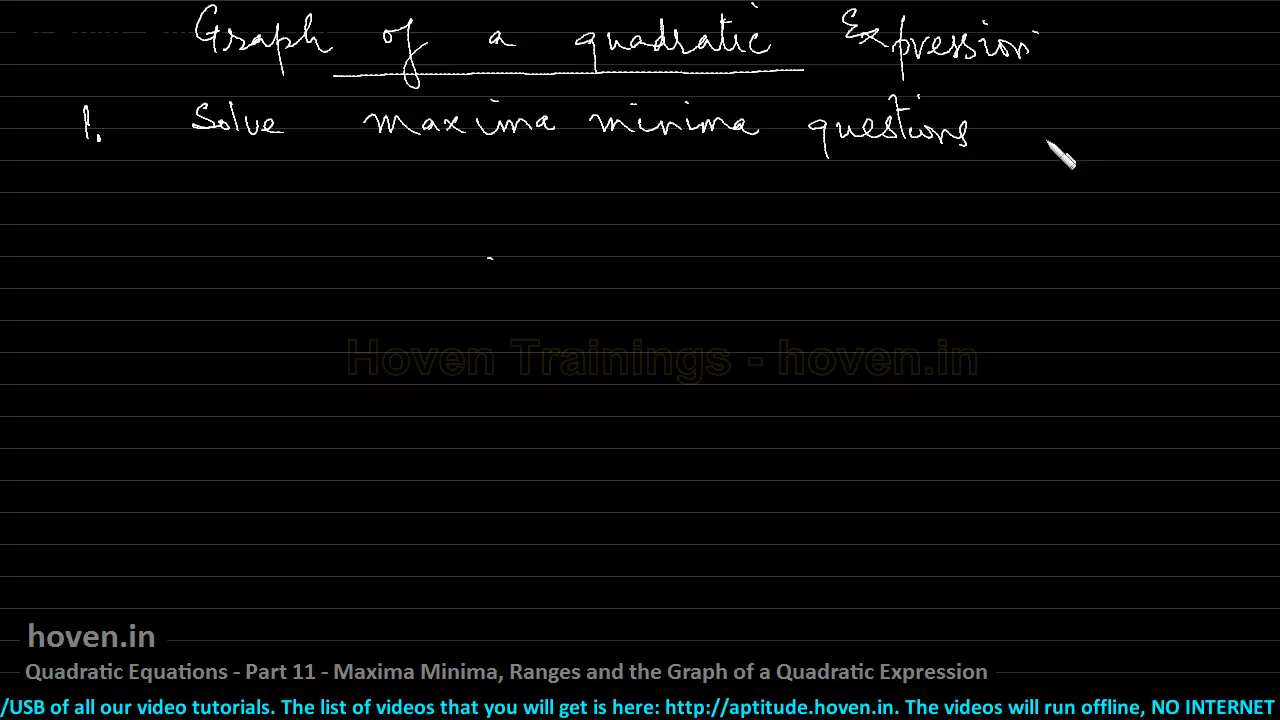 Graph of a quadratic Expression
1. Solve maxima minima questions
Hoven Trainings - hoven.in
hoven.in
Quadratic Equations - Part 11 - Maxima Minima, Ranges and the Graph of a Quadratic Expression
/USB of all our video tutorials. The list of videos that you will get is here: http://aptitude.hoven.in. The videos will run offline, NO INTERNET